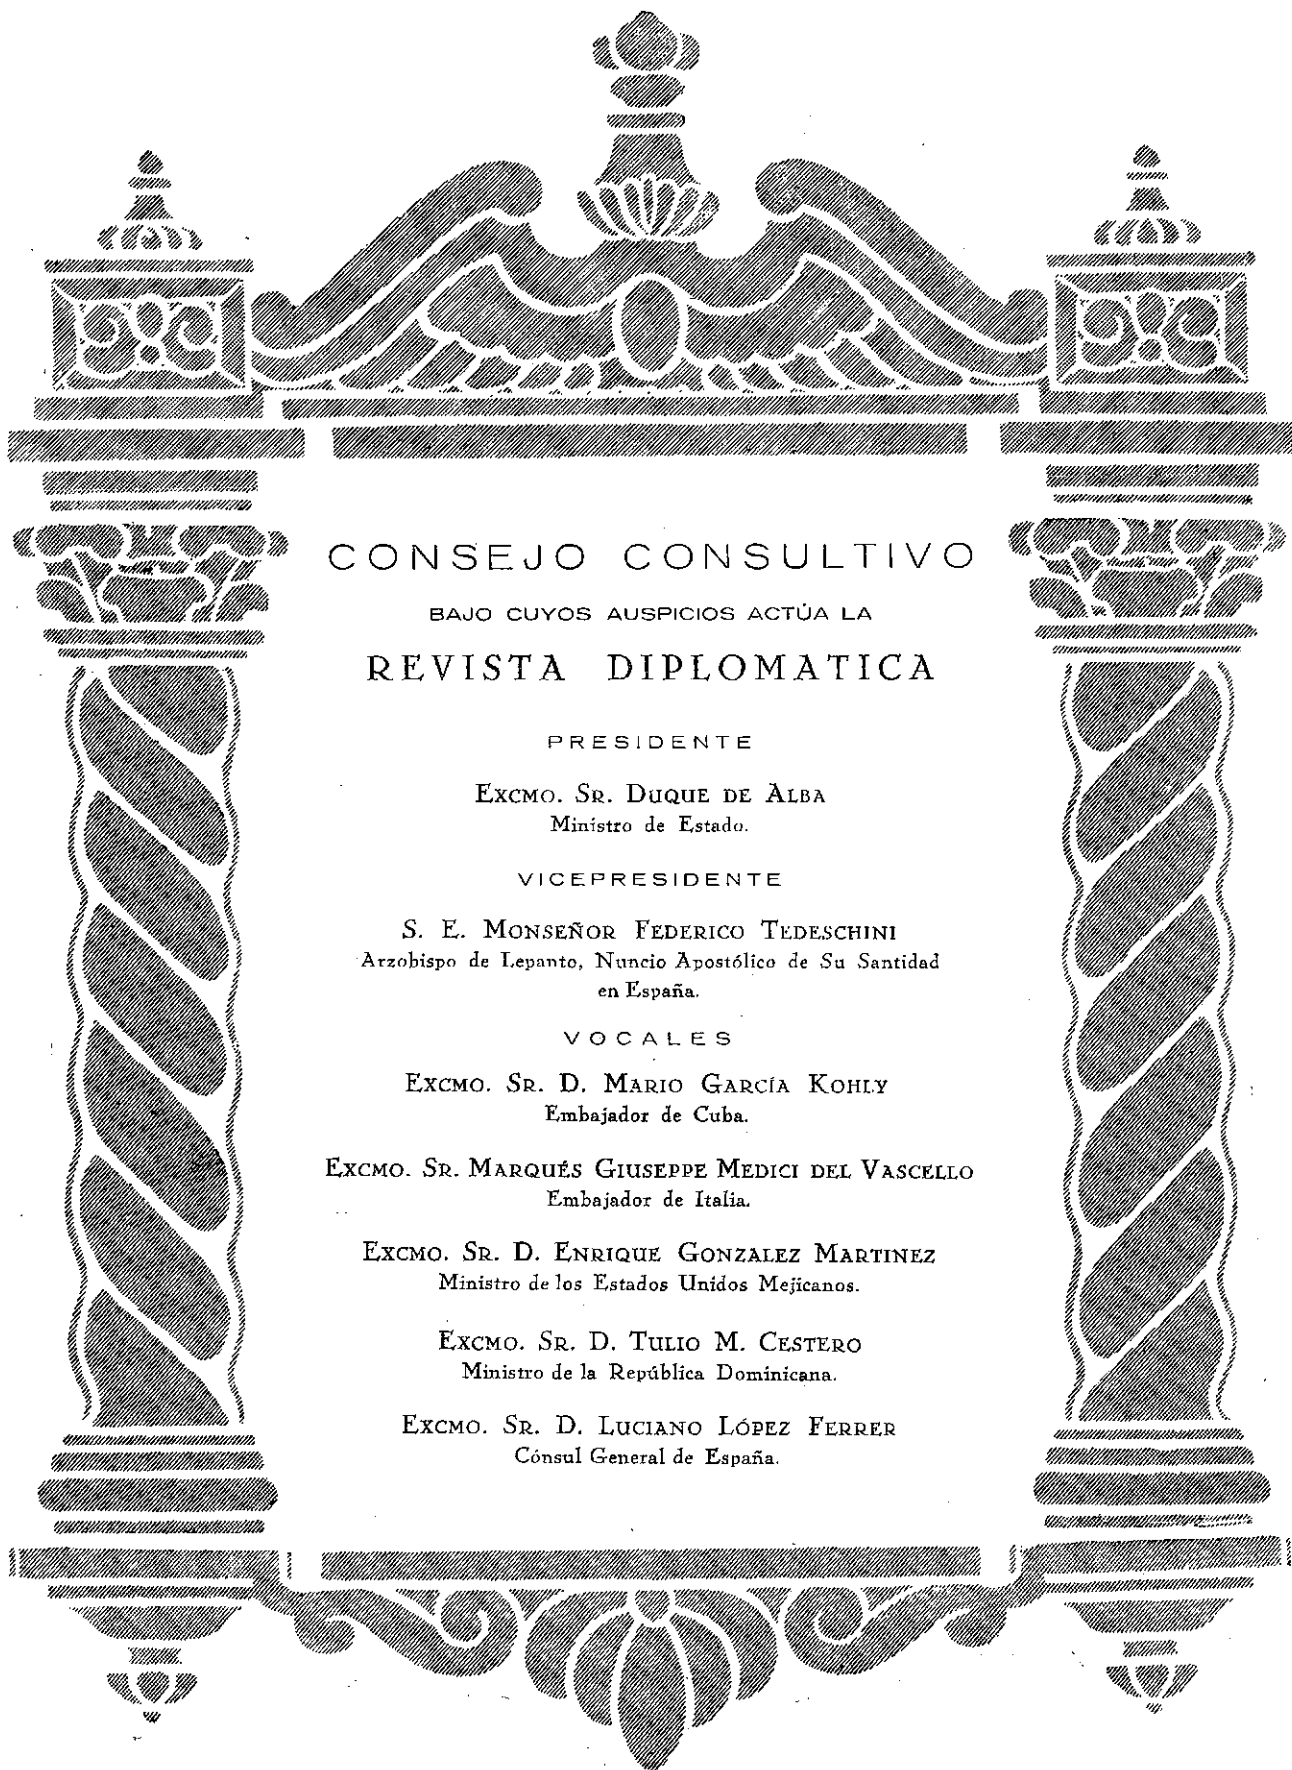 CONSEJO CONSULTIVO
BAJO CUYOS AUSPICIOS ACTÚA LA
REVISTA DIPLOMATICA
PRESIDENTE
EXCMO. SR. DUQUE DE ALBA
Ministro de Estado.
VICEPRESIDENTE
S. E. MONSEÑOR FEDERICO TEDESCHINI
Arzobispo de Lepanto, Nuncio Apostólico de Su Santidad
en España.
VOCALES
EXCMO. SR. D. MARIO GARCÍA KOHLY
Embajador de Cuba.
EXCMO. SR. MARQUÉS GIUSEPPE MEDICI DEL VASCELLO
Embajador de Italia.
EXCMO. SR. D. ENRIQUE GONZALEZ MARTINEZ
Ministro de los Estados Unidos Mejicanos.
EXCMO. SR. D. TULIO M. CESTERO
Ministro de la República Dominicana.
EXCMO. SR. D. LUCIANO LÓPEZ FERRER
Cónsul General de España.